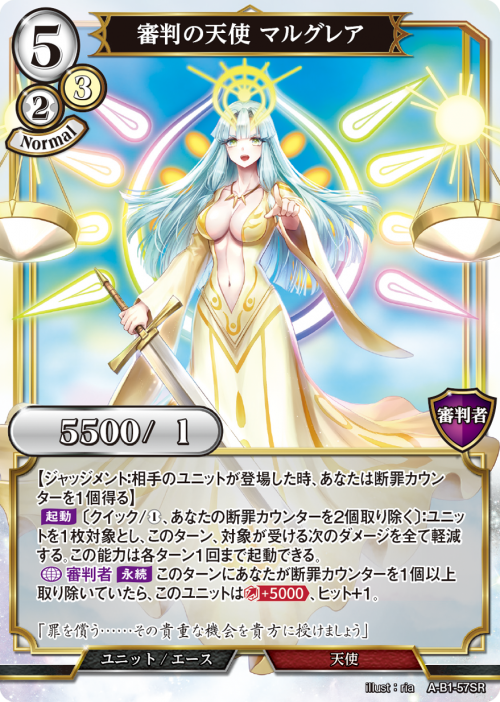 5
審判の天使 マルグレア
2
3
Normal
審判者
5500/ 1
【ジャッジメント:相手のユニットが登場した時、あなたは断罪カウン
ターを1個得る】
起動 〔クイック/①、あなたの断罪カウンターを2個取り除く〕:ユニッ
トを1枚対象とし、このターン、対象が受ける次のダメージを全て軽減
する。この能力は各ターン1回まで起動できる。
審判者 永続 このターンにあなたが断罪カウンターを1個以上
取り除いていたら、このユニットは+5000、ヒット+1。
「罪を償う……その貴重な機会を貴方に授けましょう」
ユニット/エース
天使
illust:ria A-B1-57SR